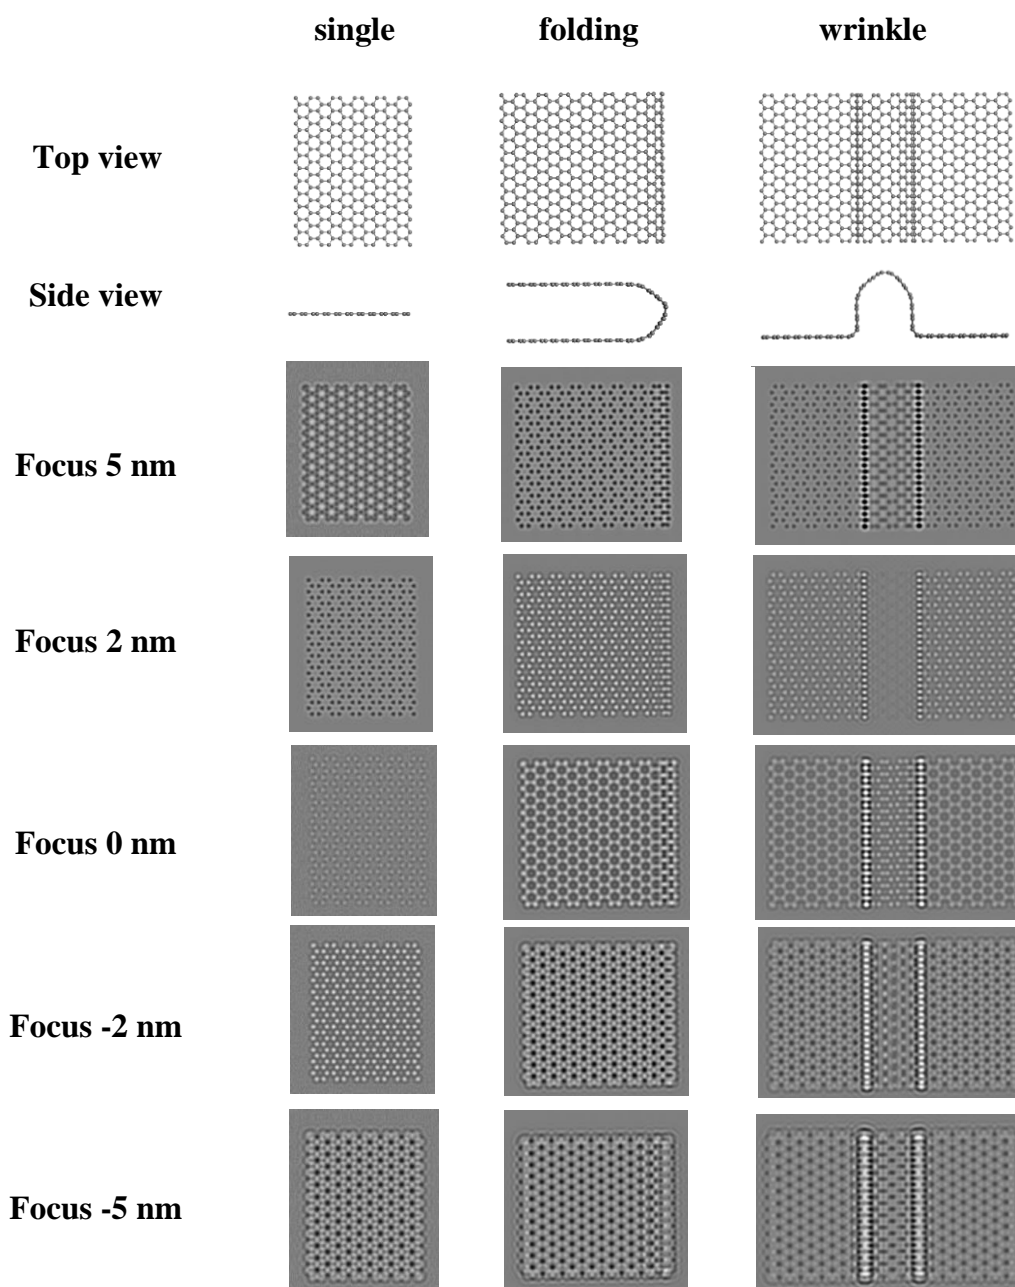 single folding wrinkle
Top view
Side view
Focus 5 nm
Focus 2 nm
Focus 0 nm
Focus -2 nm
Focus -5 nm